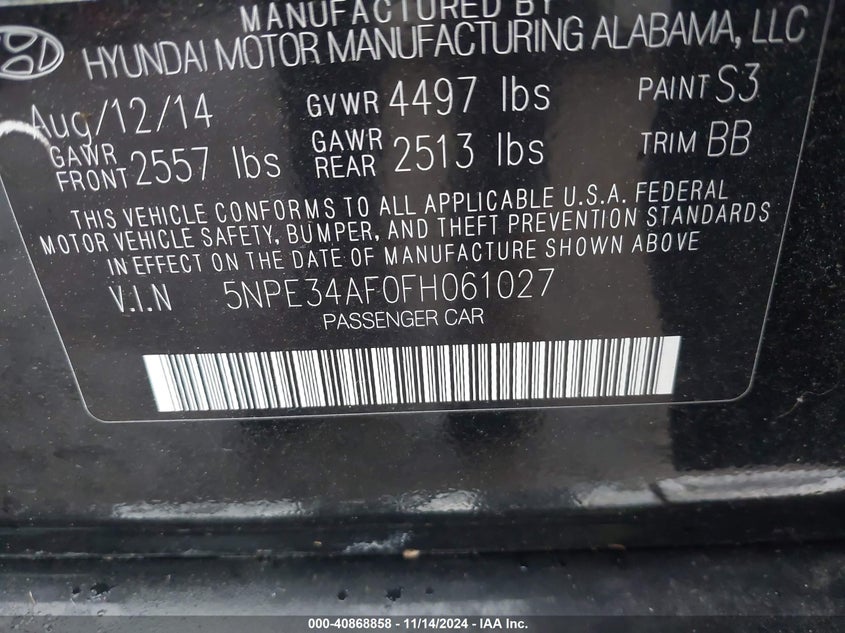 MANUFACTURED BY
HYUNDAI MOTOR MANUFACTURING ALABAMA, LLC
Aug/12/14 GVWR 4497 lbs PAINT S3
GAWR FRONT 2557 lbs GAWR REAR 2513 lbs TRIM BB
THIS VEHICLE CONFORMS TO ALL APPLICABLE U.S.A. FEDERAL
MOTOR VEHICLE SAFETY, BUMPER, AND THEFT PREVENTION STANDARDS
IN EFFECT ON THE DATE OF MANUFACTURE SHOWN ABOVE
V.I.N 5NPE34AF0FH061027
PASSENGER CAR
000-40868858 - 11/14/2024 - IAA Inc.